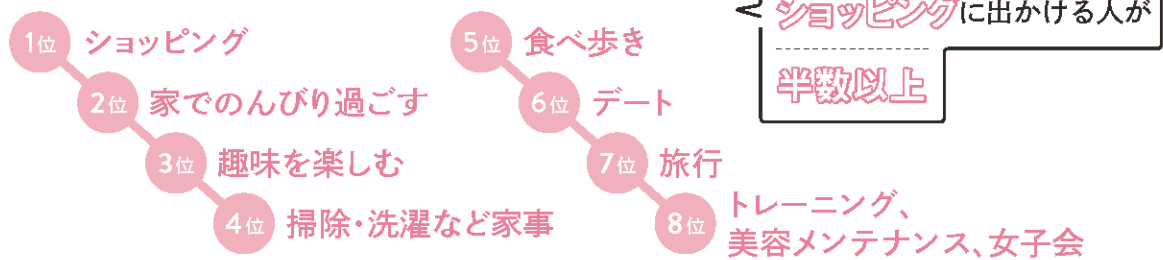 ショッピングに出かける人が
半数以上
1位 ショッピング
2位 家でのんびり過ごす
3位 趣味を楽しむ
4位 掃除・洗濯など家事
5位 食べ歩き
6位 デート
7位 旅行
8位 トレーニング、
美容メンテナンス、女子会